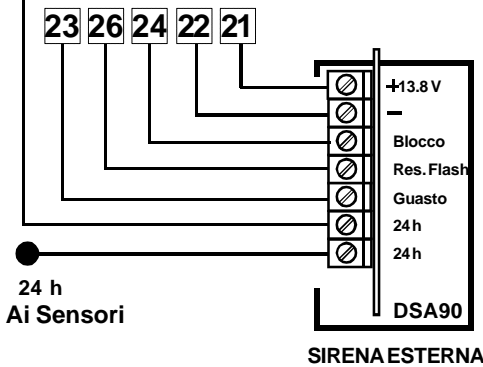 23 26 24 22 21
+13.8 V
–
Blocco
Res. Flash
Guasto
24 h
24 h
24 h
Ai Sensori
DSA90
SIRENA ESTERNA